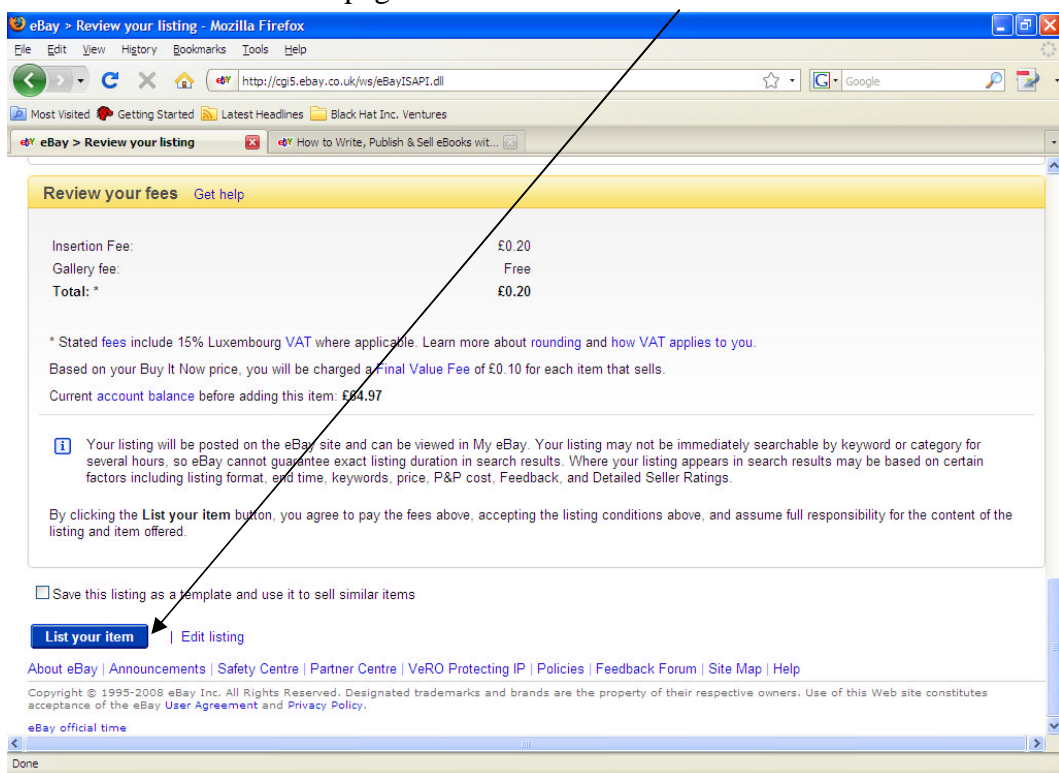 page
eBay > Review your listing - Mozilla Firefox
File Edit View History Bookmarks Tools Help
http://cgi5.ebay.co.uk/ws/eBayISAPI.dll
G Google
Most Visited Getting Started Latest Headlines Black Hat Inc. Ventures
eBay > Review your listing
How to Write, Publish & Sell eBooks wit...
Review your fees Get help
Insertion Fee: £0.20
Gallery fee: Free
Total: * £0.20
* Stated fees include 15% Luxembourg VAT where applicable. Learn more about rounding and how VAT applies to you.
Based on your Buy It Now price, you will be charged a Final Value Fee of £0.10 for each item that sells.
Current account balance before adding this item: £64.97
i Your listing will be posted on the eBay site and can be viewed in My eBay. Your listing may not be immediately searchable by keyword or category for
several hours, so eBay cannot guarantee exact listing duration in search results. Where your listing appears in search results may be based on certain
factors including listing format, end time, keywords, price, P&P cost, Feedback, and Detailed Seller Ratings.
By clicking the List your item button, you agree to pay the fees above, accepting the listing conditions above, and assume full responsibility for the content of the
listing and item offered.
Save this listing as a template and use it to sell similar items
List your item | Edit listing
About eBay | Announcements | Safety Centre | Partner Centre | VeRO Protecting IP | Policies | Feedback Forum | Site Map | Help
Copyright © 1995-2008 eBay Inc. All Rights Reserved. Designated trademarks and brands are the property of their respective owners. Use of this Web site constitutes
acceptance of the eBay User Agreement and Privacy Policy.
eBay official time
Done